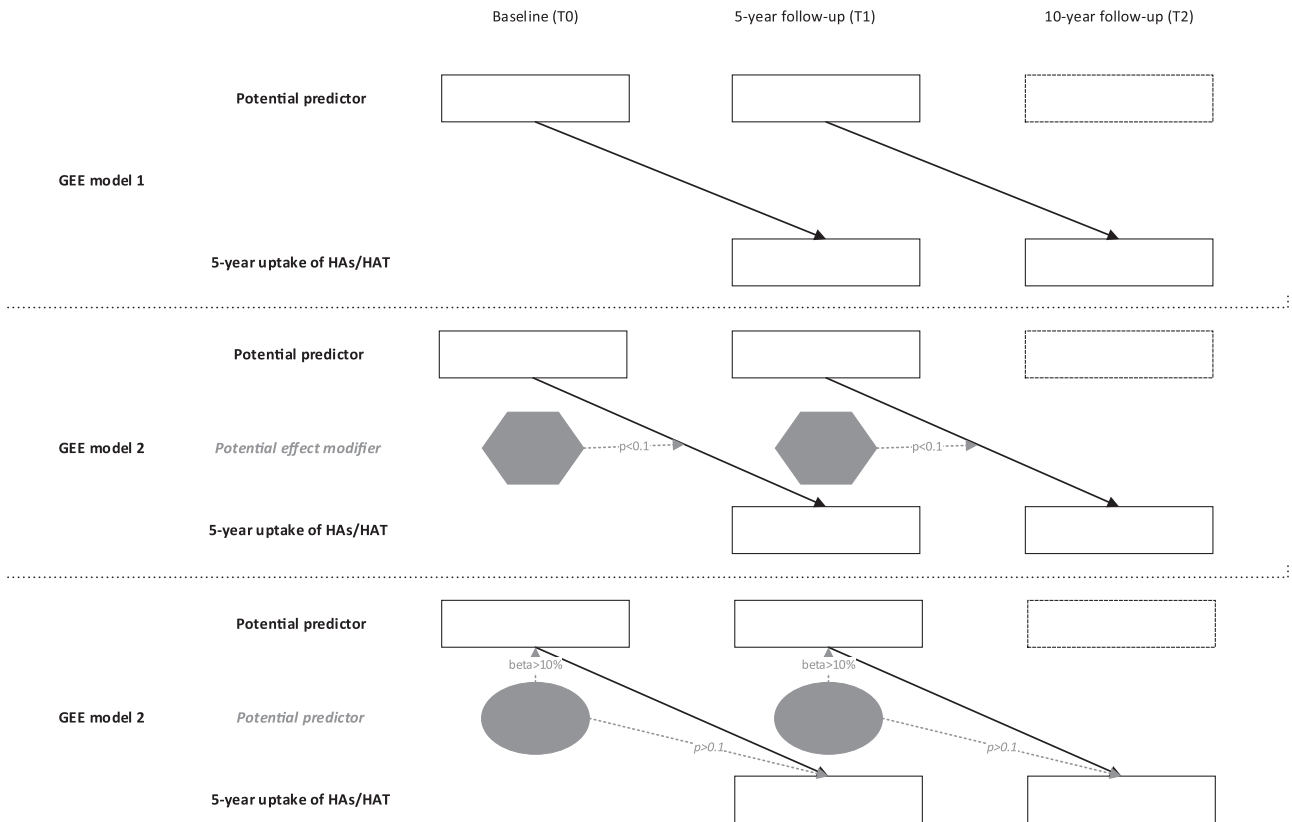 Baseline (T0) 5-year follow-up (T1) 10-year follow-up (T2)
Potential predictor
GEE model 1
5-year uptake of HAs/HAT
Potential predictor
GEE model 2 Potential effect modifier p<0.1 p<0.1
5-year uptake of HAs/HAT
Potential predictor
beta>10% beta>10%
GEE model 2 Potential predictor
p>0.1 p>0.1
5-year uptake of HAs/HAT